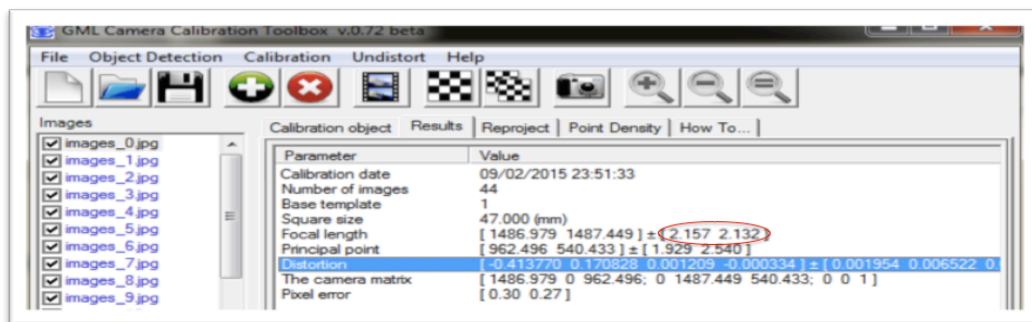 GML Camera Calibration Toolbox v.0.72 beta
File Object Detection Calibration Undistort Help
Images
Calibration object Results Reproject Point Density How To...
images_0.jpg
images_1.jpg
images_2.jpg
images_3.jpg
images_4.jpg
images_5.jpg
images_6.jpg
images_7.jpg
images_8.jpg
images_9.jpg
Parameter Value
Calibration date 09/02/2015 23:51:33
Number of images 44
Base template 1
Square size 47.000 (mm)
Focal length [ 1486.979 1487.449 ] ± [ 2.157 2.132 ]
Principal point [ 962.496 540.433 ] ± [ 1.929 2.540 ]
Distortion [ -0.413770 0.170828 0.001209 -0.000334 ] ± [ 0.001954 0.006522 0.
The camera matrix [ 1486.979 0 962.496; 0 1487.449 540.433; 0 0 1 ]
Pixel error [ 0.30 0.27 ]